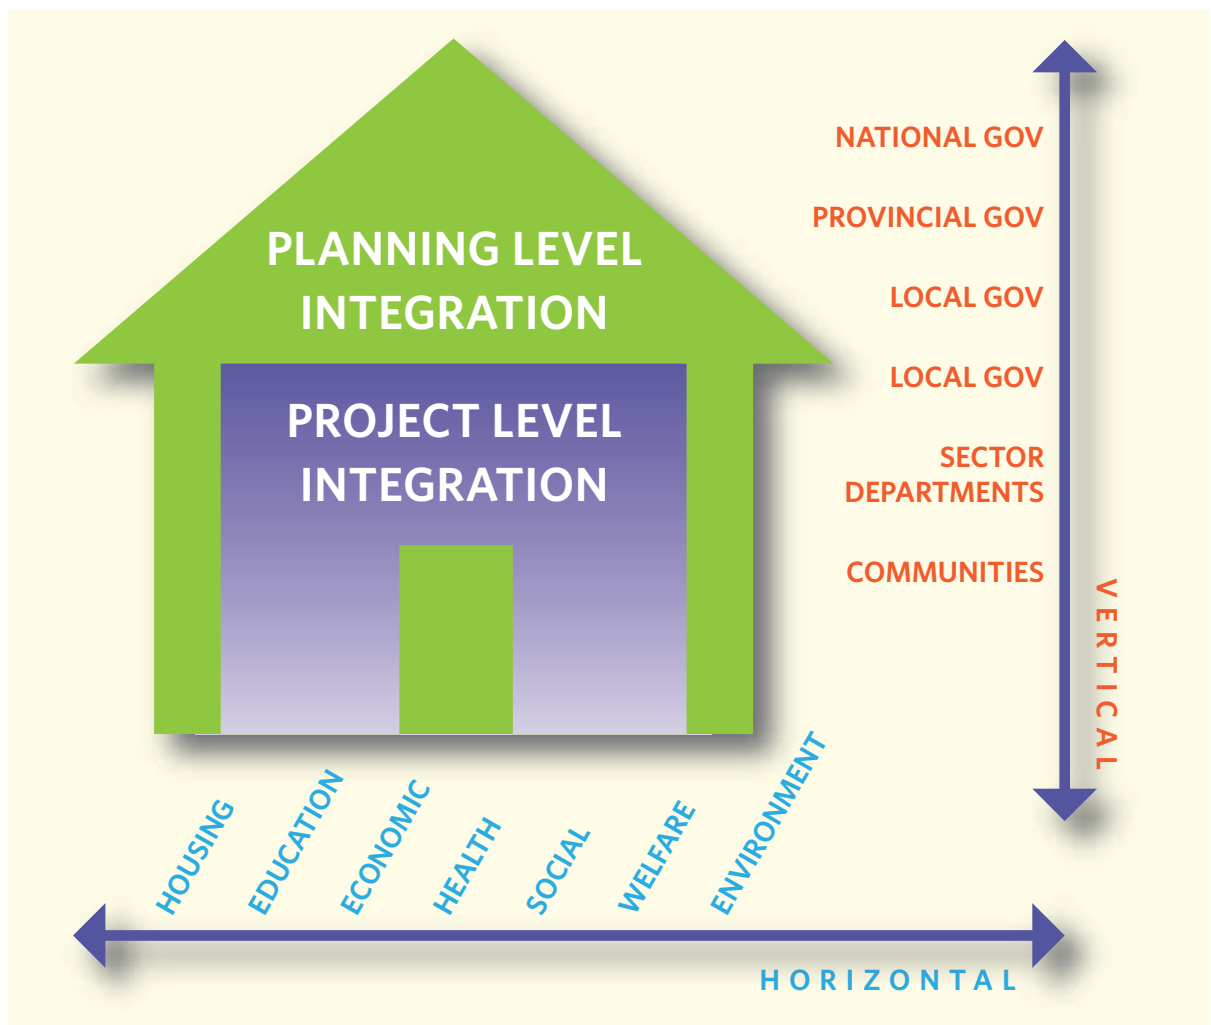 PLANNING LEVEL
INTEGRATION
PROJECT LEVEL
INTEGRATION
NATIONAL GOV
PROVINCIAL GOV
LOCAL GOV
LOCAL GOV
SECTOR
DEPARTMENTS
COMMUNITIES
VERTICAL
HOUSING
EDUCATION
ECONOMIC
HEALTH
SOCIAL
WELFARE
ENVIRONMENT
HORIZONTAL